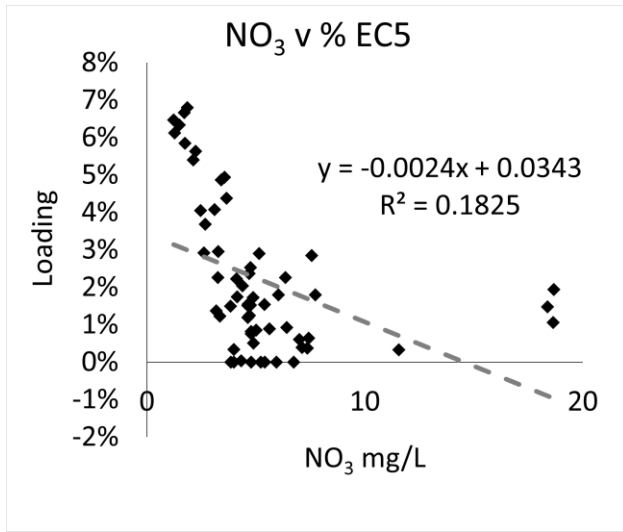 NO₃ v % EC5
8%
7%
6%
5%
4%
3%
2%
1%
0%
-1%
-2%
Loading
y = -0.0024x + 0.0343
R² = 0.1825
0 10 20
NO₃ mg/L